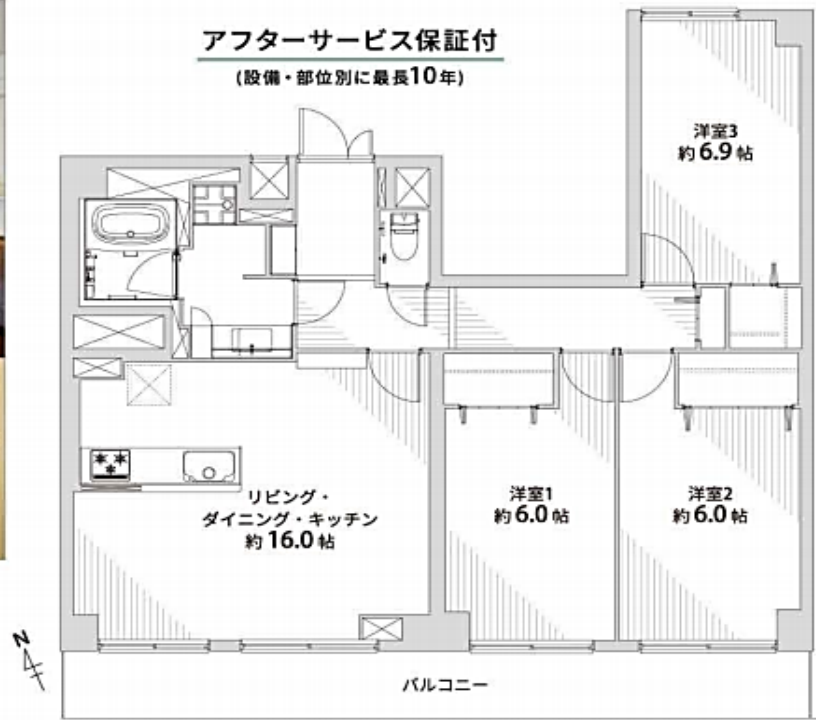 アフターサービス保証付
(設備・部位別に最長10年)
洋室3
約6.9帖
リビング・
ダイニング・キッチン
約16.0帖
洋室1
約6.0帖
洋室2
約6.0帖
N
バルコニー